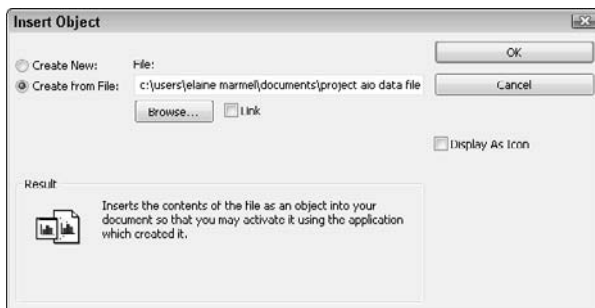 Insert Object
Create New:
File:
OK
Create from File:
c:\users\elaine marmel\documents\project aio data file
Cancel
Browse...
Link
Display As Icon
Result
Inserts the contents of the file as an object into your
document so that you may activate it using the application
which created it.